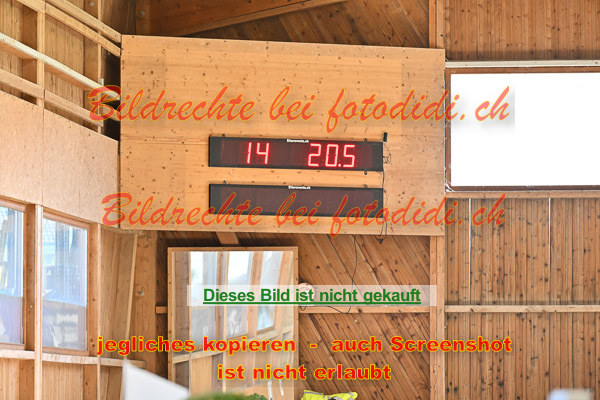 Bildrechte bei fotodidi.ch
14 20.5
Bildrechte bei fotodidi.ch
Dieses Bild ist nicht gekauft
jegliches kopieren - auch Screenshot
ist nicht erlaubt